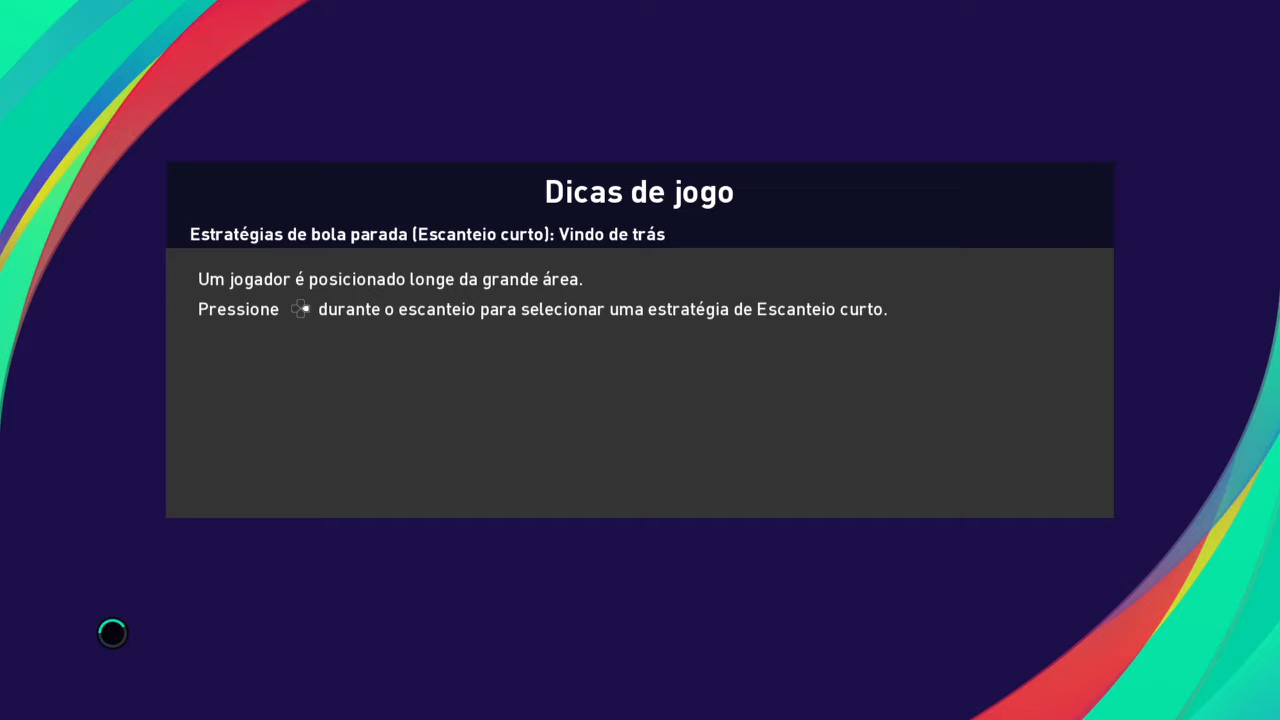 Dicas de jogo
Estratégias de bola parada (Escanteio curto): Vindo de trás
Um jogador é posicionado longe da grande área.
Pressione durante o escanteio para selecionar uma estratégia de Escanteio curto.